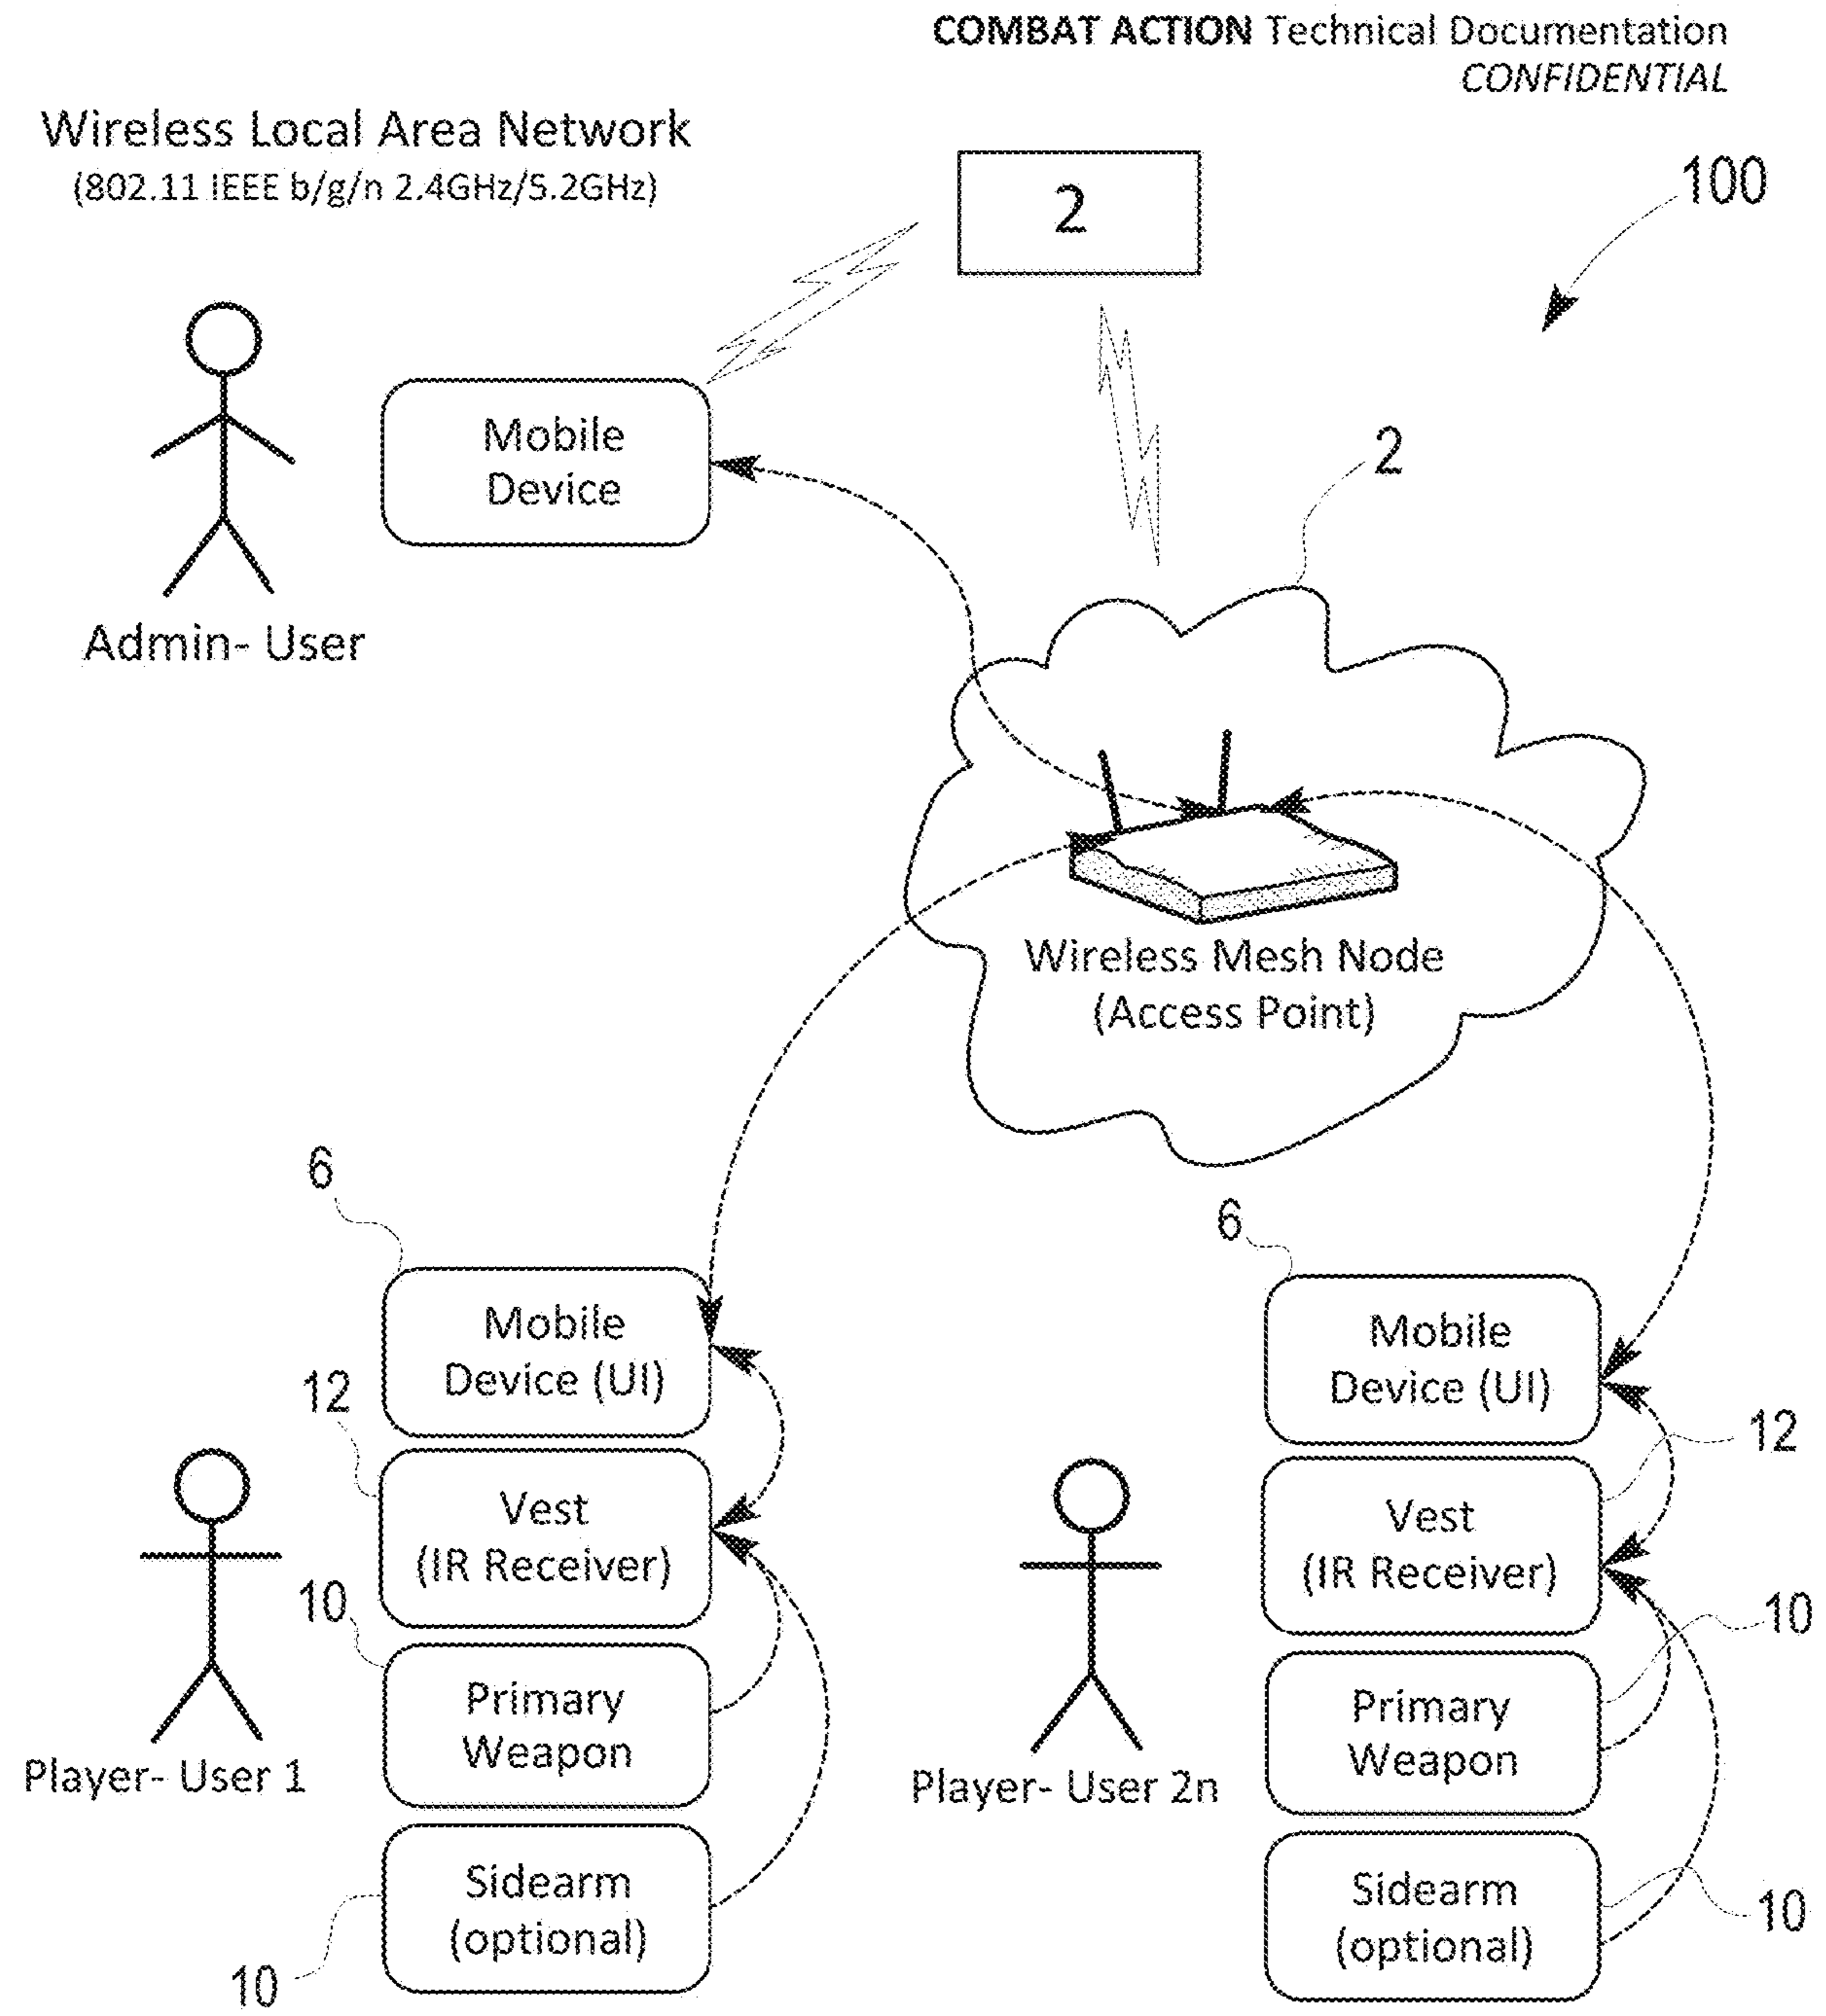 COMBAT ACTION Technical Documentation
CONFIDENTIAL
Wireless Local Area Network
(802.11 IEEE b/g/n 2.4GHz/5.2GHz)
2
100
Mobile
Device
2
Admin- User
Wireless Mesh Node
(Access Point)
6
Mobile
Device (UI)
12
Vest
(IR Receiver)
10
Primary
Weapon
Player- User 1
Sidearm
(optional)
10
6
Mobile
Device (UI)
12
Vest
(IR Receiver)
10
Primary
Weapon
Player- User 2n
Sidearm
(optional)
10